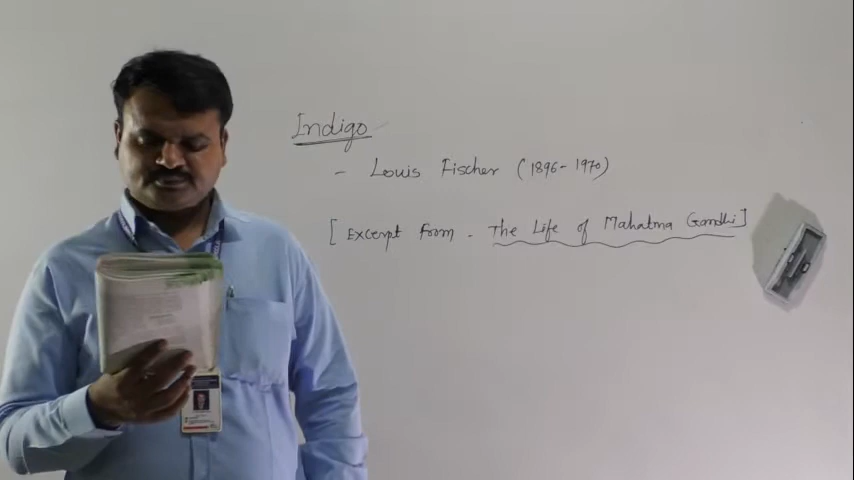 Indigo
- Louis Fischer (1896-1970)
[ Excerpt form - The Life of Mahatma Gandhi]